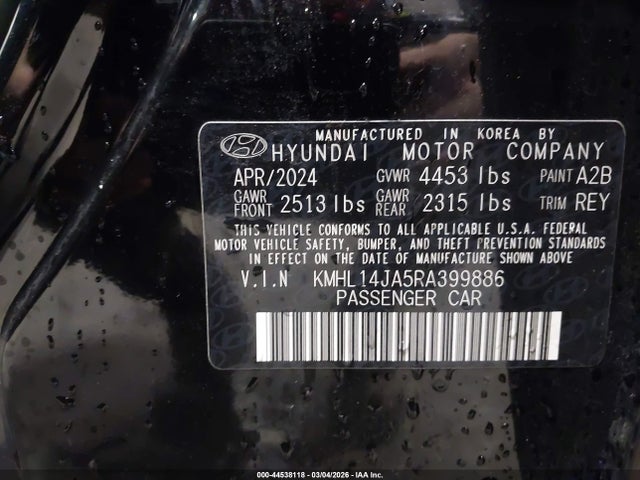 MANUFACTURED IN KOREA BY
HYUNDAI MOTOR COMPANY
APR/2024 GVWR 4453 lbs PAINT A2B
GAWR FRONT 2513 lbs GAWR REAR 2315 lbs TRIM REY
THIS VEHICLE CONFORMS TO ALL APPLICABLE U.S.A. FEDERAL
MOTOR VEHICLE SAFETY, BUMPER, AND THEFT PREVENTION STANDARDS
IN EFFECT ON THE DATE OF MANUFACTURE SHOWN ABOVE
V.I.N KMHL14JA5RA399886
PASSENGER CAR
000-44538118 - 03/04/2026 - IAA Inc.